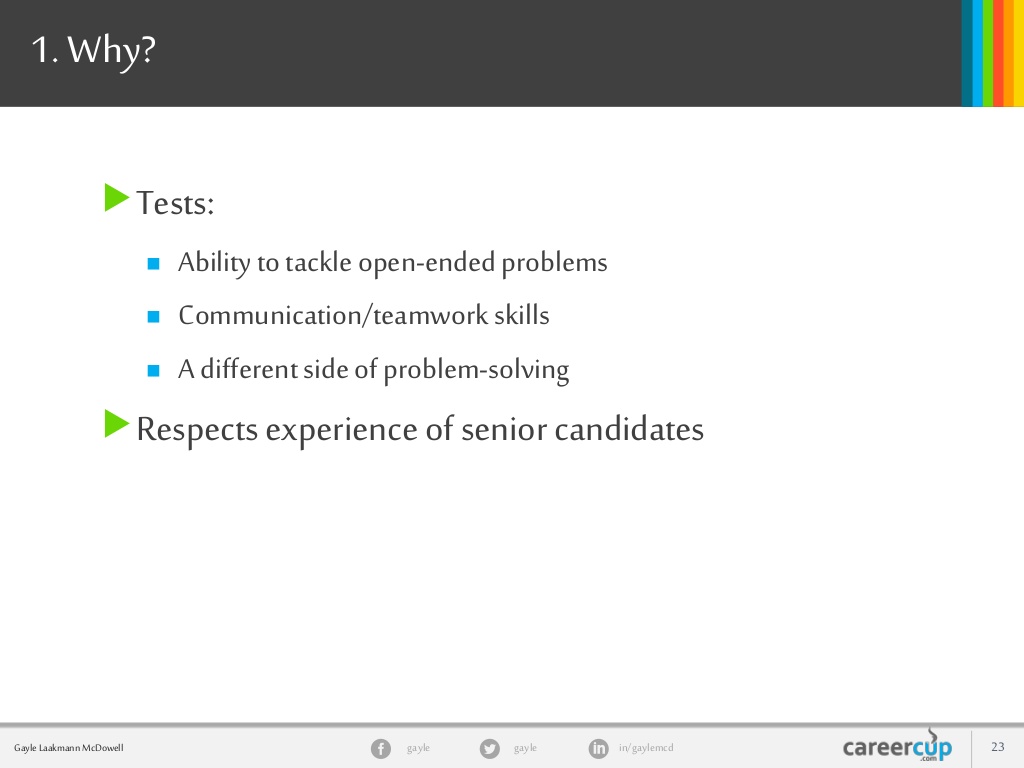 1. Why?
Tests:
Ability to tackle open-ended problems
Communication/teamwork skills
A different side of problem-solving
Respects experience of senior candidates
Gayle Laakmann McDowell
f gayle
gayle
in in/gaylemcd
careercup
.com
23